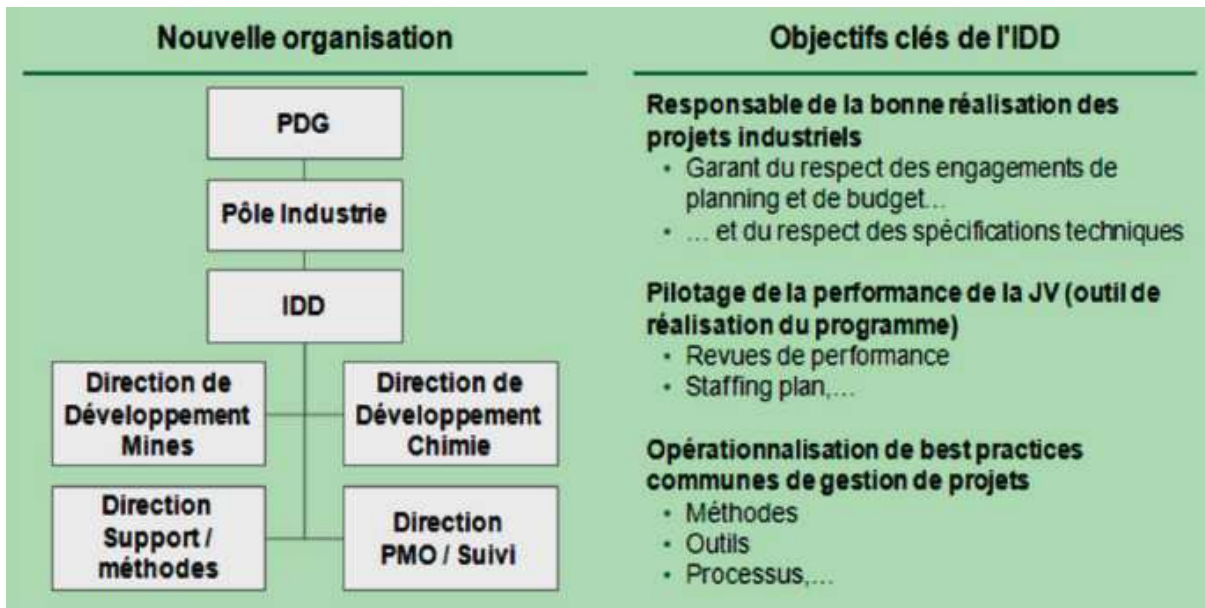 Nouvelle organisation
PDG
Pôle Industrie
IDD
Direction de
Développement
Mines
Direction de
Développement
Chimie
Direction
Support /
méthodes
Direction
PMO / Suivi
Objectifs clés de l'IDD
Responsable de la bonne réalisation des
projets industriels
• Garant du respect des engagements de
planning et de budget…
• … et du respect des spécifications techniques
Pilotage de la performance de la JV (outil de
réalisation du programme)
• Revues de performance
• Staffing plan,…
Opérationnalisation de best practices
communes de gestion de projets
• Méthodes
• Outils
• Processus,…